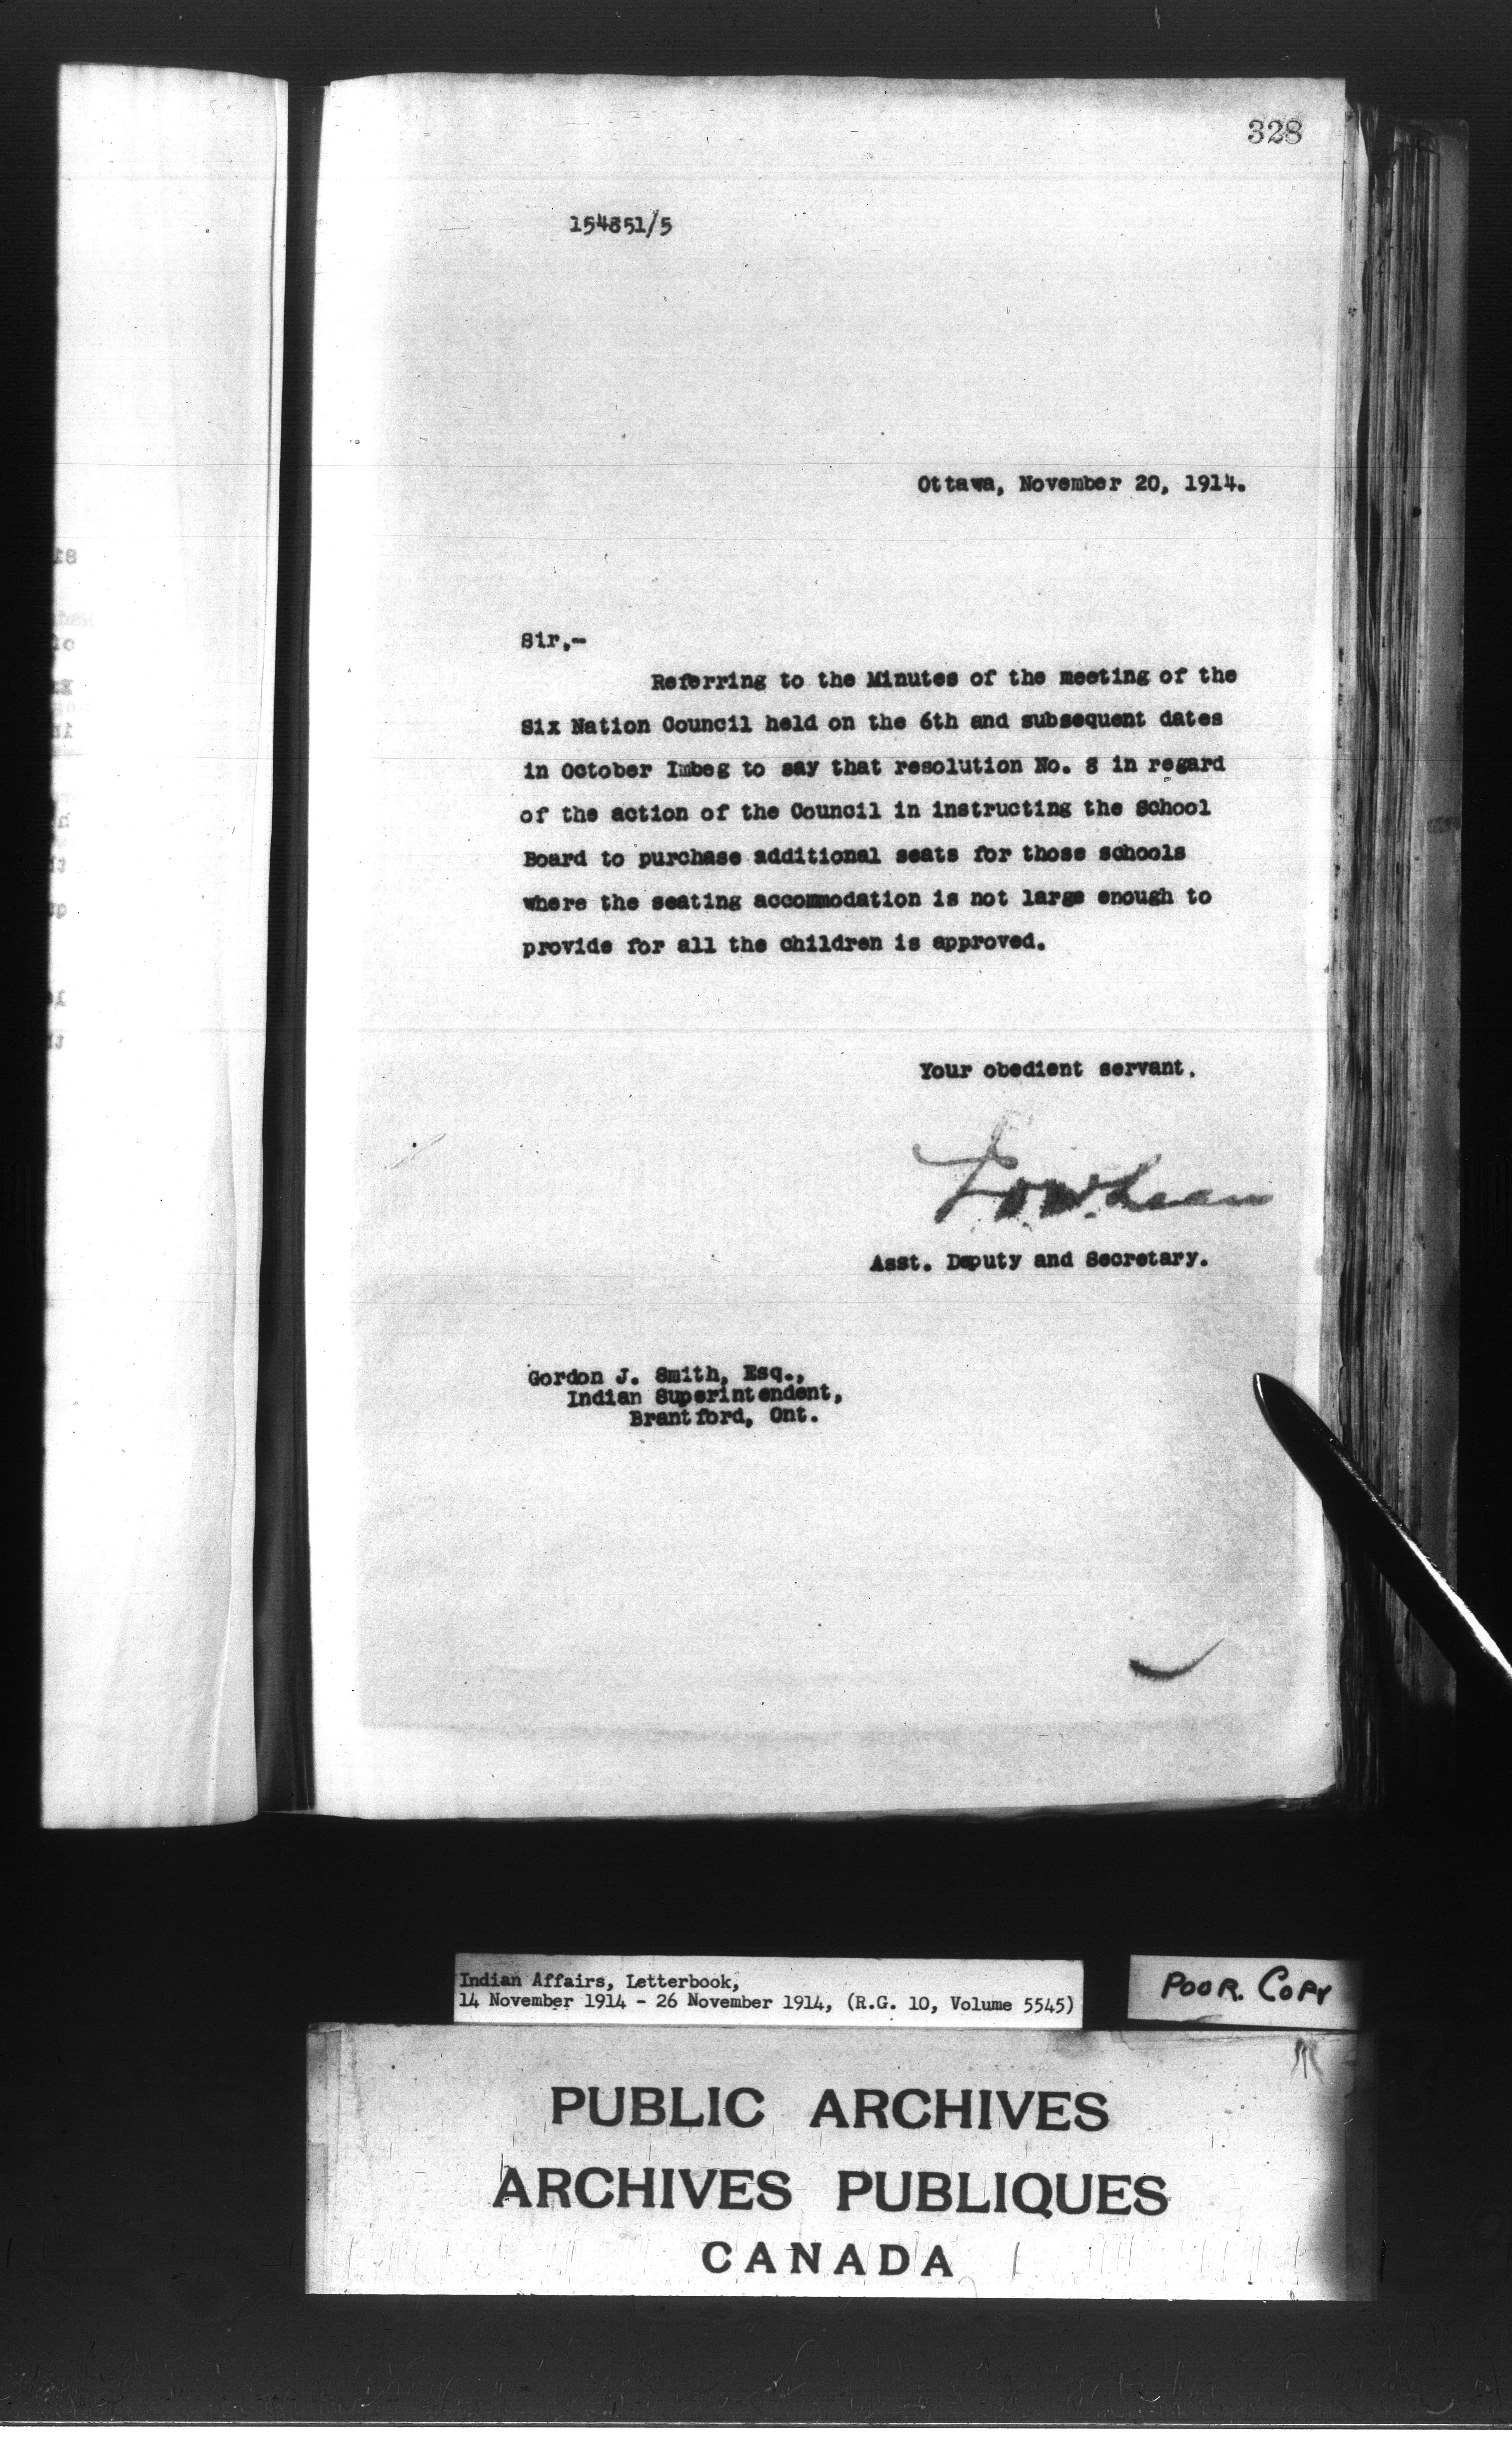 328
154851/5
Ottawa, November 20, 1914.
Sir,-
Referring to the Minutes of the meeting of the
Six Nation Council held on the 6th and subsequent dates
in October Imbeg to say that resolution No. 8 in regard
of the action of the Council in instructing the School
Board to purchase additional seats for those schools
where the seating accommodation is not large enough to
provide for all the children is approved.
Your obedient servant.
Asst. Deputy and Secretary.
Gordon J. Smith, Esq.,
Indian Superintendent,
Brantford, Ont.
Indian Affairs, Letterbook,
14 November 1914 - 26 November 1914, (R.G. 10, Volume 5545)
POOR. COPY
PUBLIC ARCHIVES
ARCHIVES PUBLIQUES
CANADA